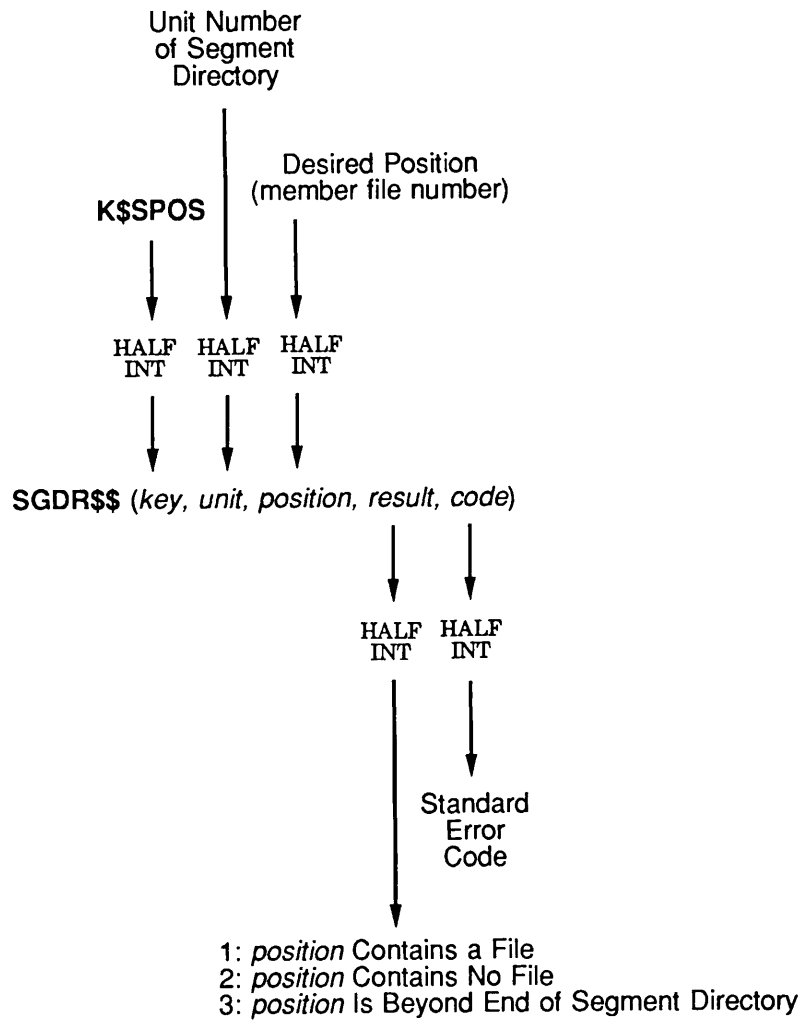 Unit Number
of Segment
Directory
Desired Position
(member file number)
K$SPOS
HALF INT
HALF INT
HALF INT
SGDR$$ (key, unit, position, result, code)
HALF INT
HALF INT
Standard
Error
Code
1: position Contains a File
2: position Contains No File
3: position Is Beyond End of Segment Directory